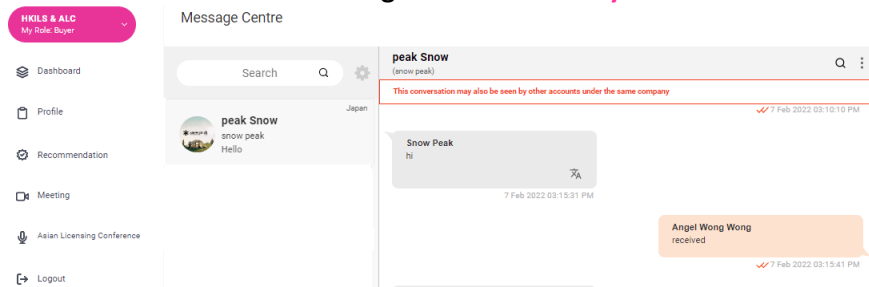 HKILS & ALC
My Role: Buyer
Dashboard
Profile
Recommendation
Meeting
Asian Licensing Conference
Logout
Message Centre
Search
peak Snow
Japan
snow peak
Hello
peak Snow
(snow peak)
This conversation may also be seen by other accounts under the same company
7 Feb 2022 03:10:10 PM
Snow Peak
hi
7 Feb 2022 03:15:31 PM
Angel Wong Wong
received
7 Feb 2022 03:15:41 PM